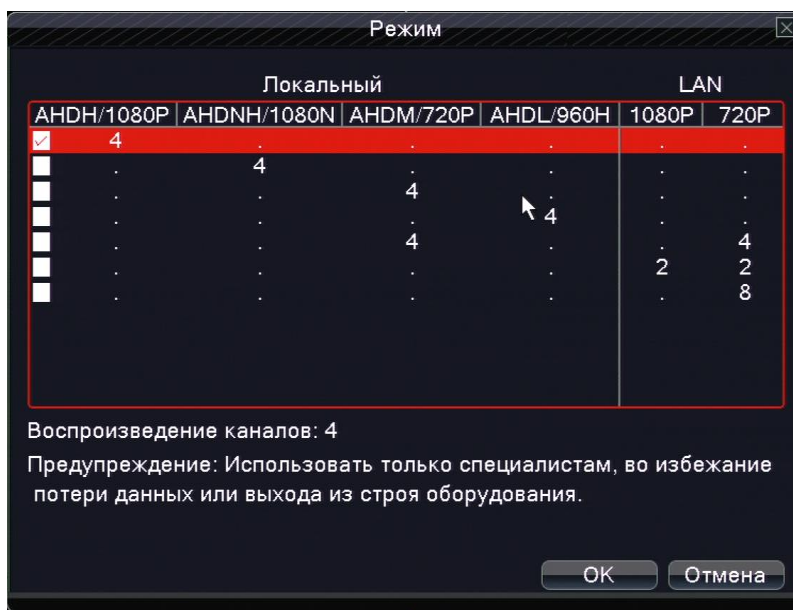 Режим
Локальный LAN
AHDH/1080P AHDNH/1080N AHDM/720P AHDL/960H 1080P 720P
4 . . . . .
. 4 . . . .
. . 4 . . .
. . . 4 . .
. . 4 . . 4
. . . . 2 2
. . . . . 8
Воспроизведение каналов: 4
Предупреждение: Использовать только специалистам, во избежание
потери данных или выхода из строя оборудования.
OK Отмена